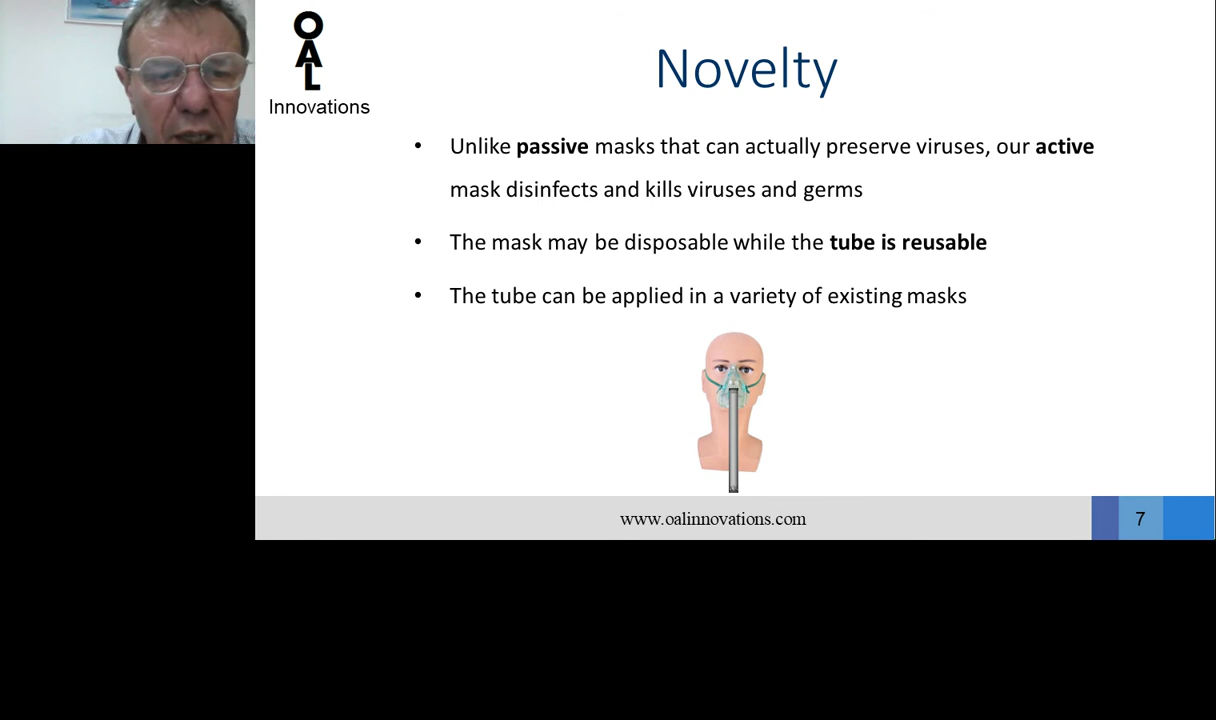 O
A
L
Innovations
Novelty
• Unlike passive masks that can actually preserve viruses, our active
mask disinfects and kills viruses and germs
• The mask may be disposable while the tube is reusable
• The tube can be applied in a variety of existing masks
www.oalinnovations.com
7